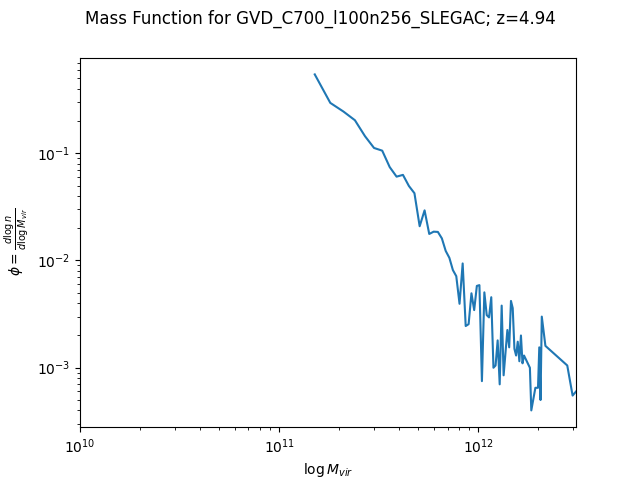 Mass Function for GVD_C700_l100n256_SLEGAC; z=4.94
10⁻¹
10⁻²
10⁻³
ϕ = d log n / d log M_vir
10¹⁰ 10¹¹ 10¹²
log M_vir